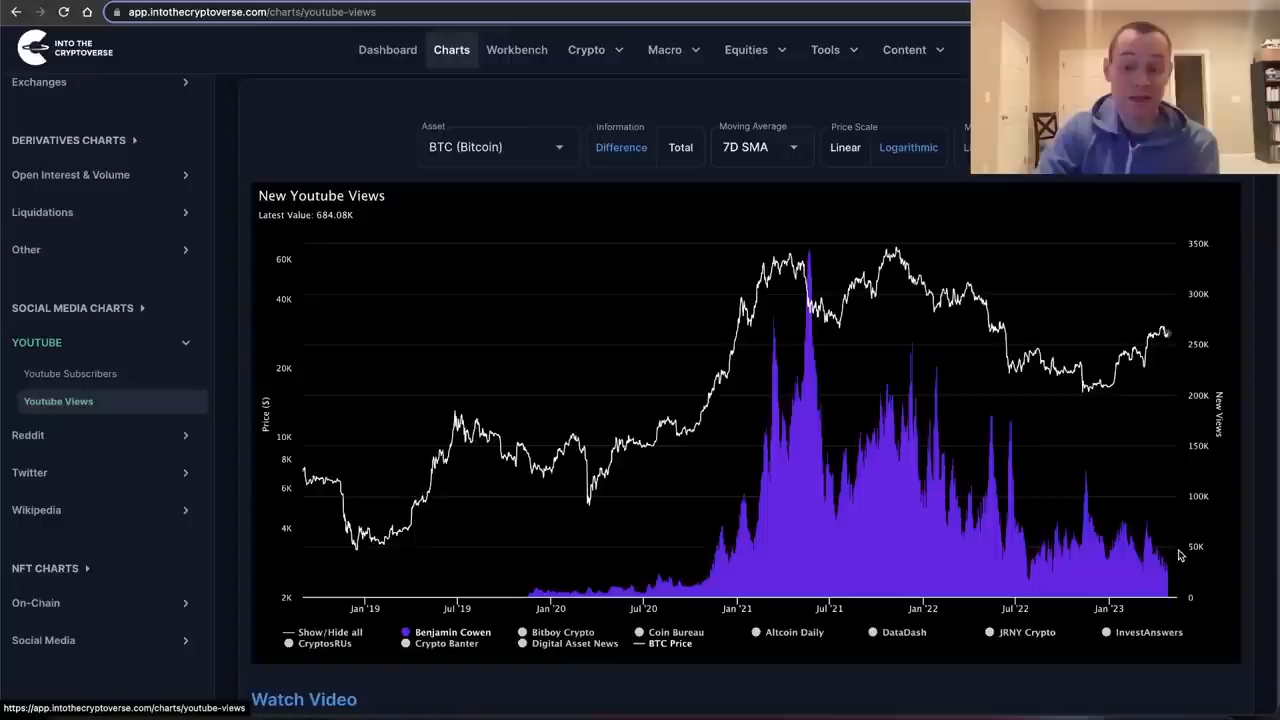 app.intothecryptoverse.com/charts/youtube-views
INTO THE
CRYPTOVERSE
Dashboard
Charts
Workbench
Crypto
Macro
Equities
Tools
Content
Exchanges
DERIVATIVES CHARTS
Open Interest & Volume
Liquidations
Other
SOCIAL MEDIA CHARTS
YOUTUBE
Youtube Subscribers
Youtube Views
Reddit
Twitter
Wikipedia
NFT CHARTS
On-Chain
Social Media
Asset
BTC (Bitcoin)
Information
Difference
Total
Moving Average
7D SMA
Price Scale
Linear
Logarithmic
New Youtube Views
Latest Value: 684.08K
60K
40K
20K
10K
8K
6K
4K
2K
Price ($)
350K
300K
250K
200K
150K
100K
50K
0
New Views
Jan '19
Jul '19
Jan '20
Jul '20
Jan '21
Jul '21
Jan '22
Jul '22
Jan '23
Show/Hide all
Benjamin Cowen
Bitboy Crypto
Coin Bureau
Altcoin Daily
DataDash
JRNY Crypto
InvestAnswers
CryptosRUs
Crypto Banter
Digital Asset News
BTC Price
Watch Video
https://app.intothecryptoverse.com/charts/youtube-views